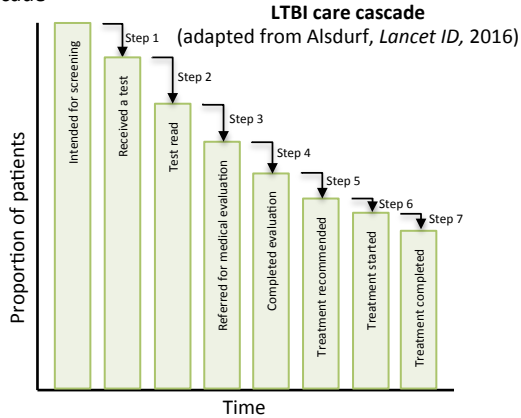 LTBI care cascade
(adapted from Alsdurf, Lancet ID, 2016)
Step 1
Step 2
Step 3
Step 4
Step 5
Step 6
Step 7
Intended for screening
Received a test
Test read
Referred for medical evaluation
Completed evaluation
Treatment recommended
Treatment started
Treatment completed
Proportion of patients
Time